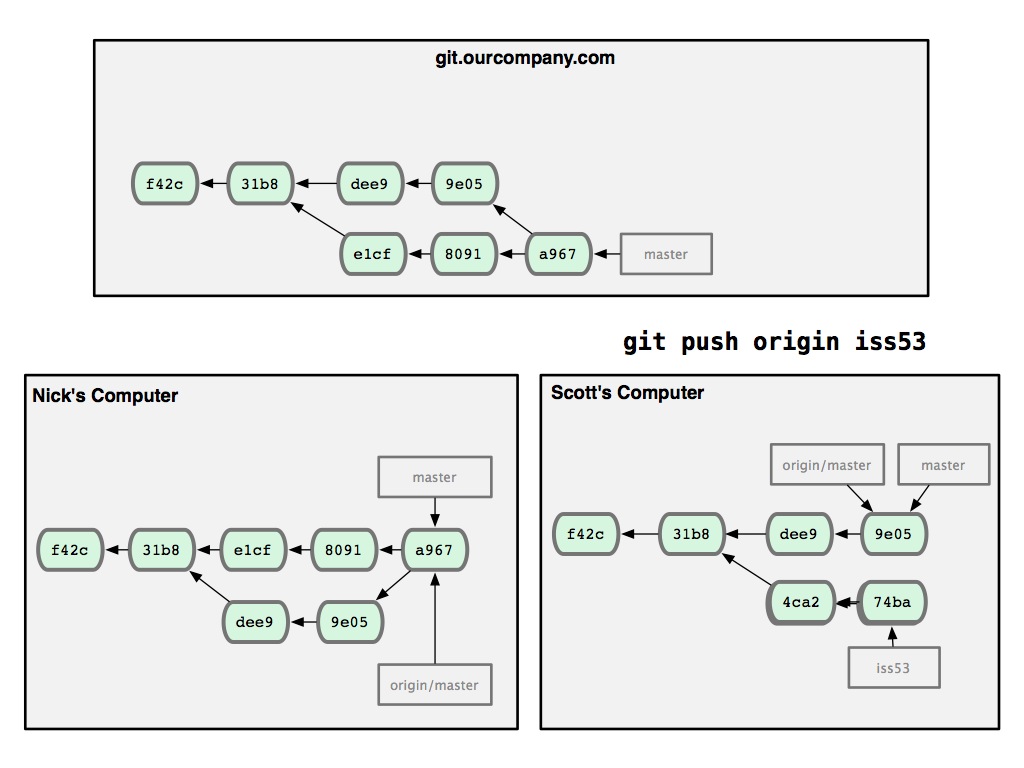 git.ourcompany.com
f42c 31b8 dee9 9e05
e1cf 8091 a967 master
git push origin iss53
Nick's Computer
master
f42c 31b8 e1cf 8091 a967
dee9 9e05
origin/master
Scott's Computer
origin/master master
f42c 31b8 dee9 9e05
4ca2 74ba
iss53